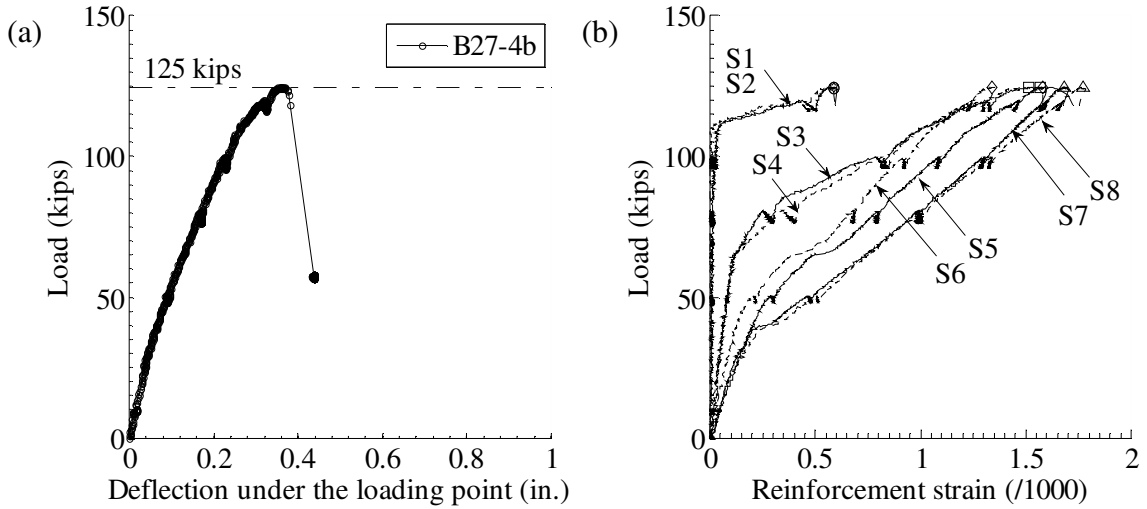 (a)
150
100
50
0
Load (kips)
125 kips
B27-4b
0
0.2
0.4
0.6
0.8
1
Deflection under the loading point (in.)
(b)
150
100
50
0
Load (kips)
S1
S2
S3
S4
S8
S7
S5
S6
0
0.5
1
1.5
2
Reinforcement strain (/1000)